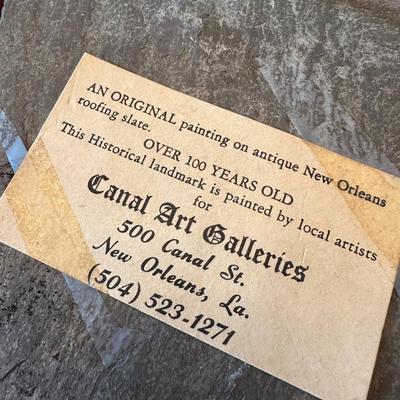 AN ORIGINAL painting on antique New Orleans
roofing slate.
OVER 100 YEARS OLD
This Historical landmark is painted by local artists
for
Canal Art Galleries
500 Canal St.
New Orleans, La.
(504) 523-1271